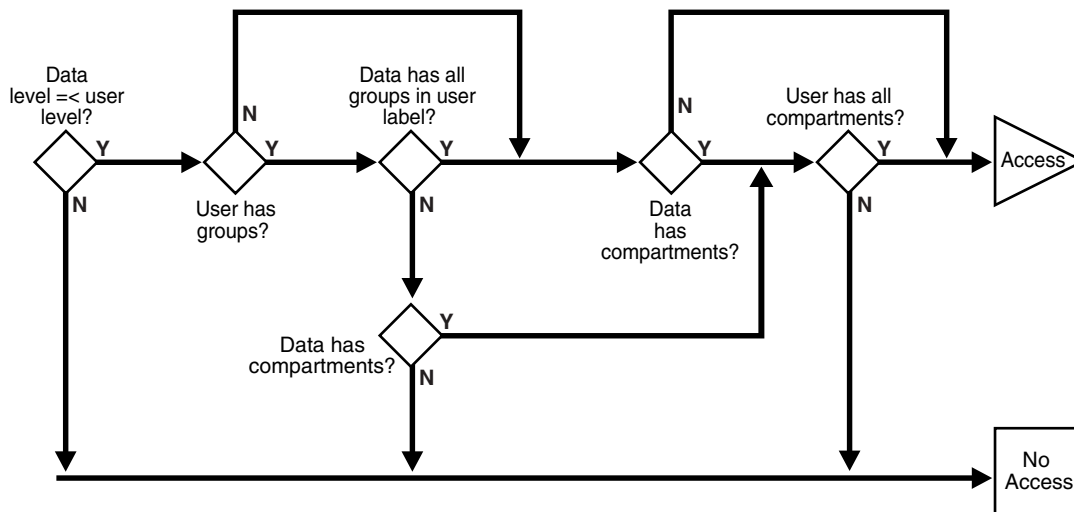 Data
level =< user
level?
Y
N
N
Y
User has
groups?
Data has all
groups in user
label?
Y
N
Data has
compartments?
Y
N
N
Y
Data
has
compartments?
User has all
compartments?
Y
N
Access
No
Access